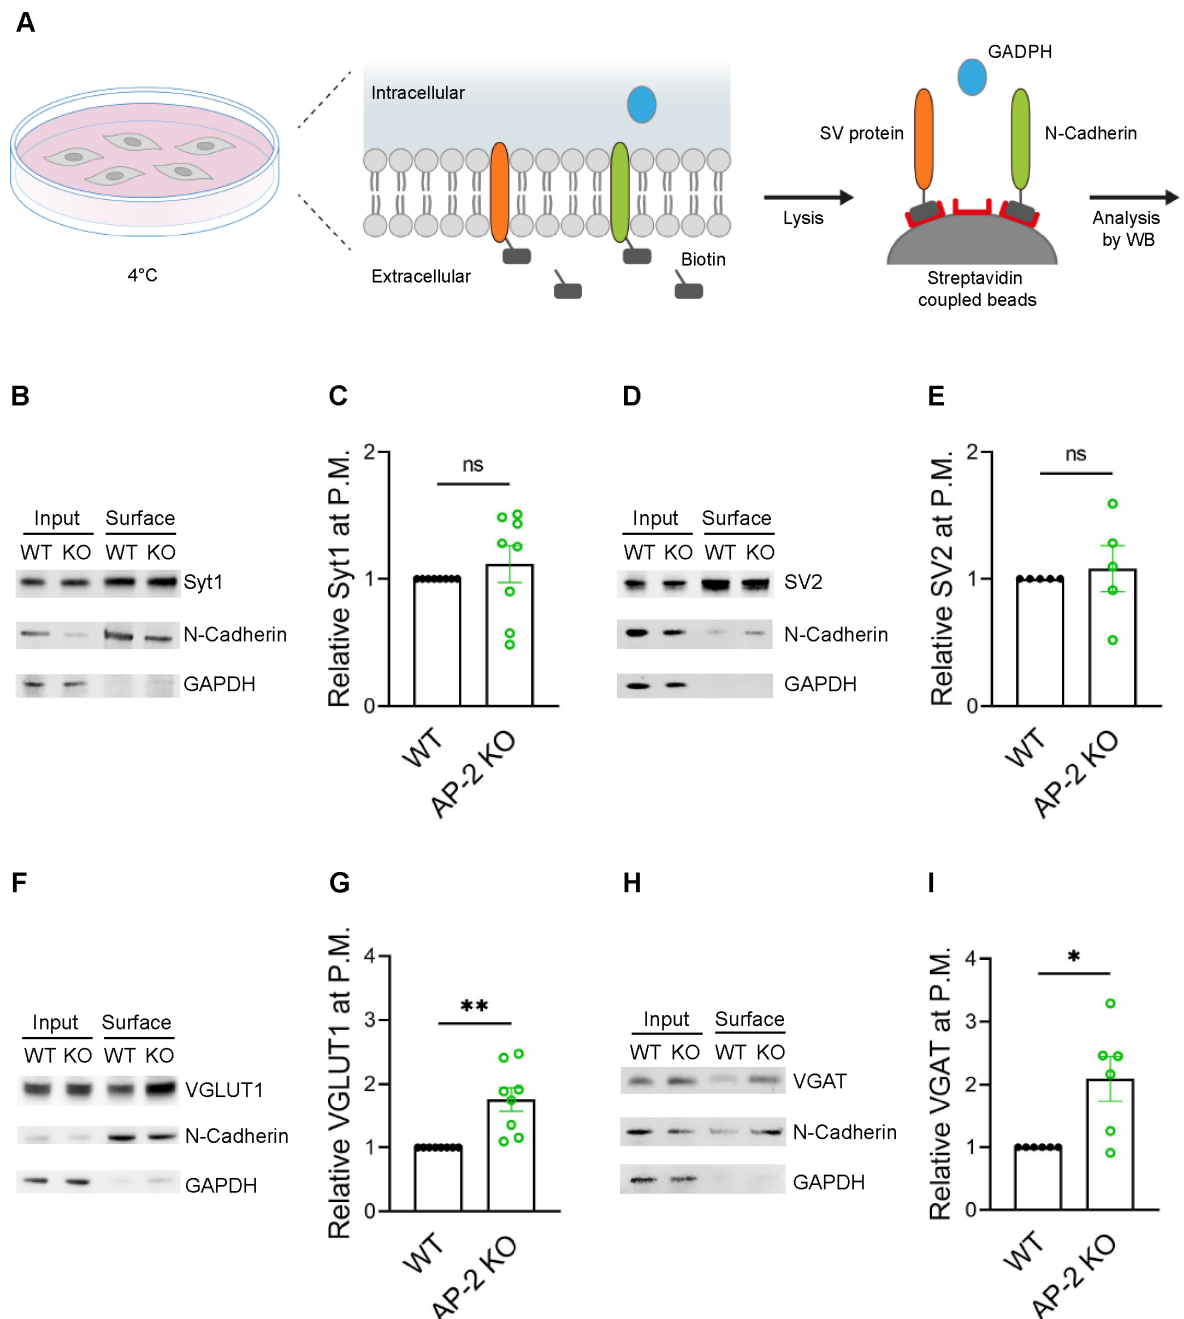 A
Intracellular
GADPH
SV protein
N-Cadherin
Lysis
Analysis
by WB
4°C
Extracellular
Biotin
Streptavidin
coupled beads
B
Input Surface
WT KO WT KO
Syt1
N-Cadherin
GAPDH
C
Relative Syt1 at P.M.
2
1
0
ns
WT
AP-2 KO
D
Input Surface
WT KO WT KO
SV2
N-Cadherin
GAPDH
E
Relative SV2 at P.M.
2
1
0
ns
WT
AP-2 KO
F
Input Surface
WT KO WT KO
VGLUT1
N-Cadherin
GAPDH
G
Relative VGLUT1 at P.M.
4
3
2
1
0
**
WT
AP-2 KO
H
Input Surface
WT KO WT KO
VGAT
N-Cadherin
GAPDH
I
Relative VGAT at P.M.
4
3
2
1
0
*
WT
AP-2 KO